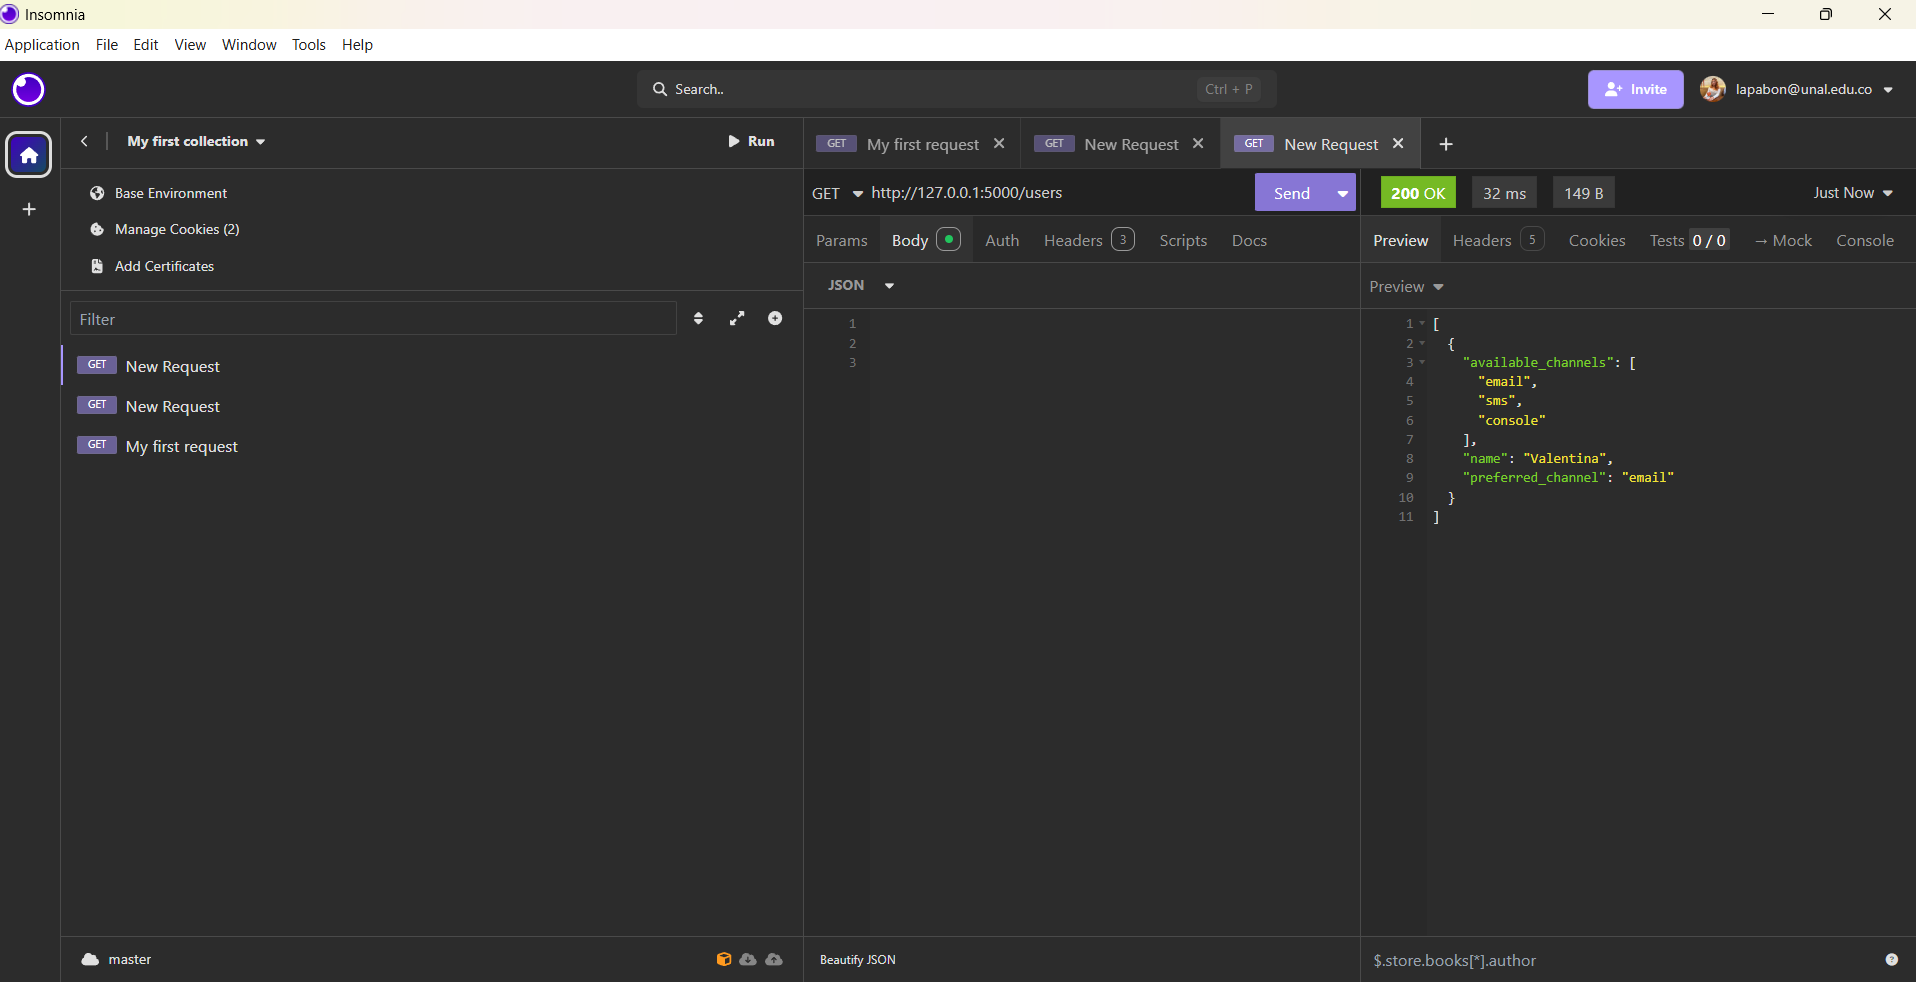 Insomnia
Application File Edit View Window Tools Help
Search.. Ctrl + P
Invite
lapabon@unal.edu.co
My first collection
Run
Base Environment
Manage Cookies (2)
Add Certificates
Filter
GET New Request
GET New Request
GET My first request
master
GET My first request
GET New Request
GET New Request
GET http://127.0.0.1:5000/users
Send
Params Body Auth Headers 3 Scripts Docs
JSON
1
2
3
Beautify JSON
200 OK 32 ms 149 B Just Now
Preview Headers 5 Cookies Tests 0 / 0 → Mock Console
Preview
1 [
2 {
3 "available_channels": [
4 "email",
5 "sms",
6 "console"
7 ],
8 "name": "Valentina",
9 "preferred_channel": "email"
10 }
11 ]
$.store.books[*].author